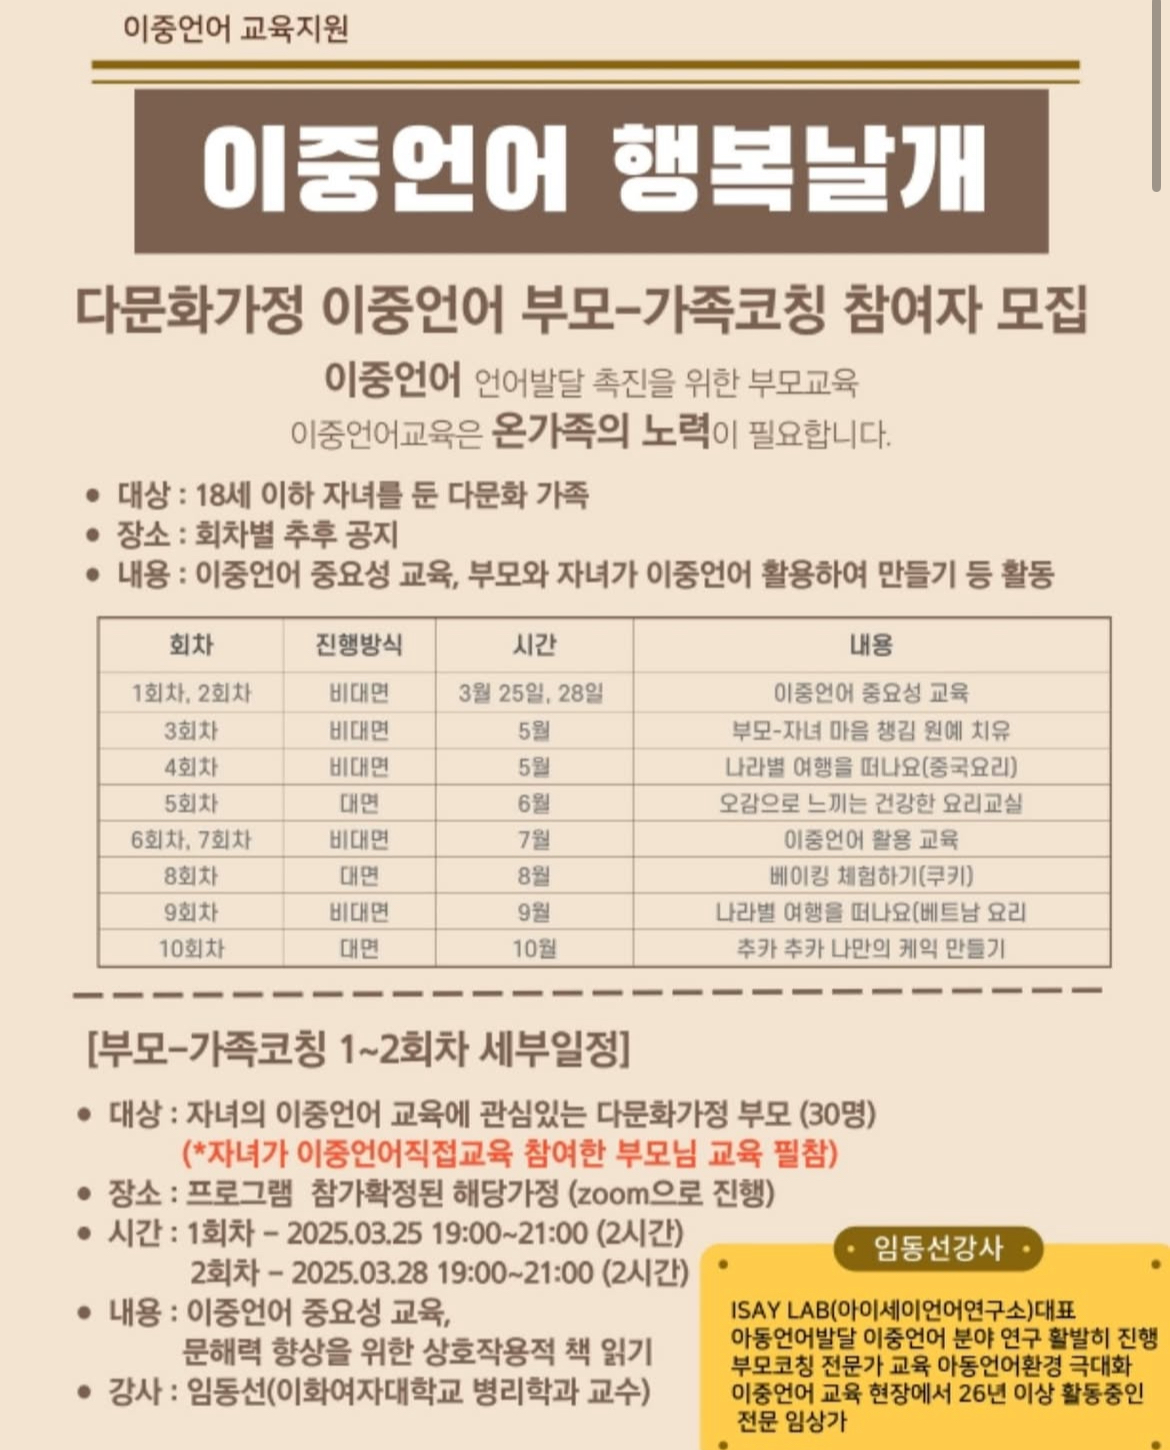 이중언어 교육지원
이중언어 행복날개
다문화가정 이중언어 부모-가족코칭 참여자 모집
이중언어 언어발달 촉진을 위한 부모교육
이중언어교육은 온가족의 노력이 필요합니다.
• 대상 : 18세 이하 자녀를 둔 다문화 가족
• 장소 : 회차별 추후 공지
• 내용 : 이중언어 중요성 교육, 부모와 자녀가 이중언어 활용하여 만들기 등 활동
회차 진행방식 시간 내용
1회차, 2회차 비대면 3월 25일, 28일 이중언어 중요성 교육
3회차 비대면 5월 부모-자녀 마음 챙김 원예 치유
4회차 비대면 5월 나라별 여행을 떠나요(중국요리)
5회차 대면 6월 오감으로 느끼는 건강한 요리교실
6회차, 7회차 비대면 7월 이중언어 활용 교육
8회차 대면 8월 베이킹 체험하기(쿠키)
9회차 비대면 9월 나라별 여행을 떠나요(베트남 요리
10회차 대면 10월 추카 추카 나만의 케익 만들기
[부모-가족코칭 1~2회차 세부일정]
• 대상 : 자녀의 이중언어 교육에 관심있는 다문화가정 부모 (30명)
(*자녀가 이중언어직접교육 참여한 부모님 교육 필참)
• 장소 : 프로그램 참가확정된 해당가정 (zoom으로 진행)
• 시간 : 1회차 - 2025.03.25 19:00~21:00 (2시간)
2회차 - 2025.03.28 19:00~21:00 (2시간)
• 내용 : 이중언어 중요성 교육,
문해력 향상을 위한 상호작용적 책 읽기
• 강사 : 임동선(이화여자대학교 병리학과 교수)
• 임동선강사 •
ISAY LAB(아이세이언어연구소)대표
아동언어발달 이중언어 분야 연구 활발히 진행
부모코칭 전문가 교육 아동언어환경 극대화
이중언어 교육 현장에서 26년 이상 활동중인
전문 임상가